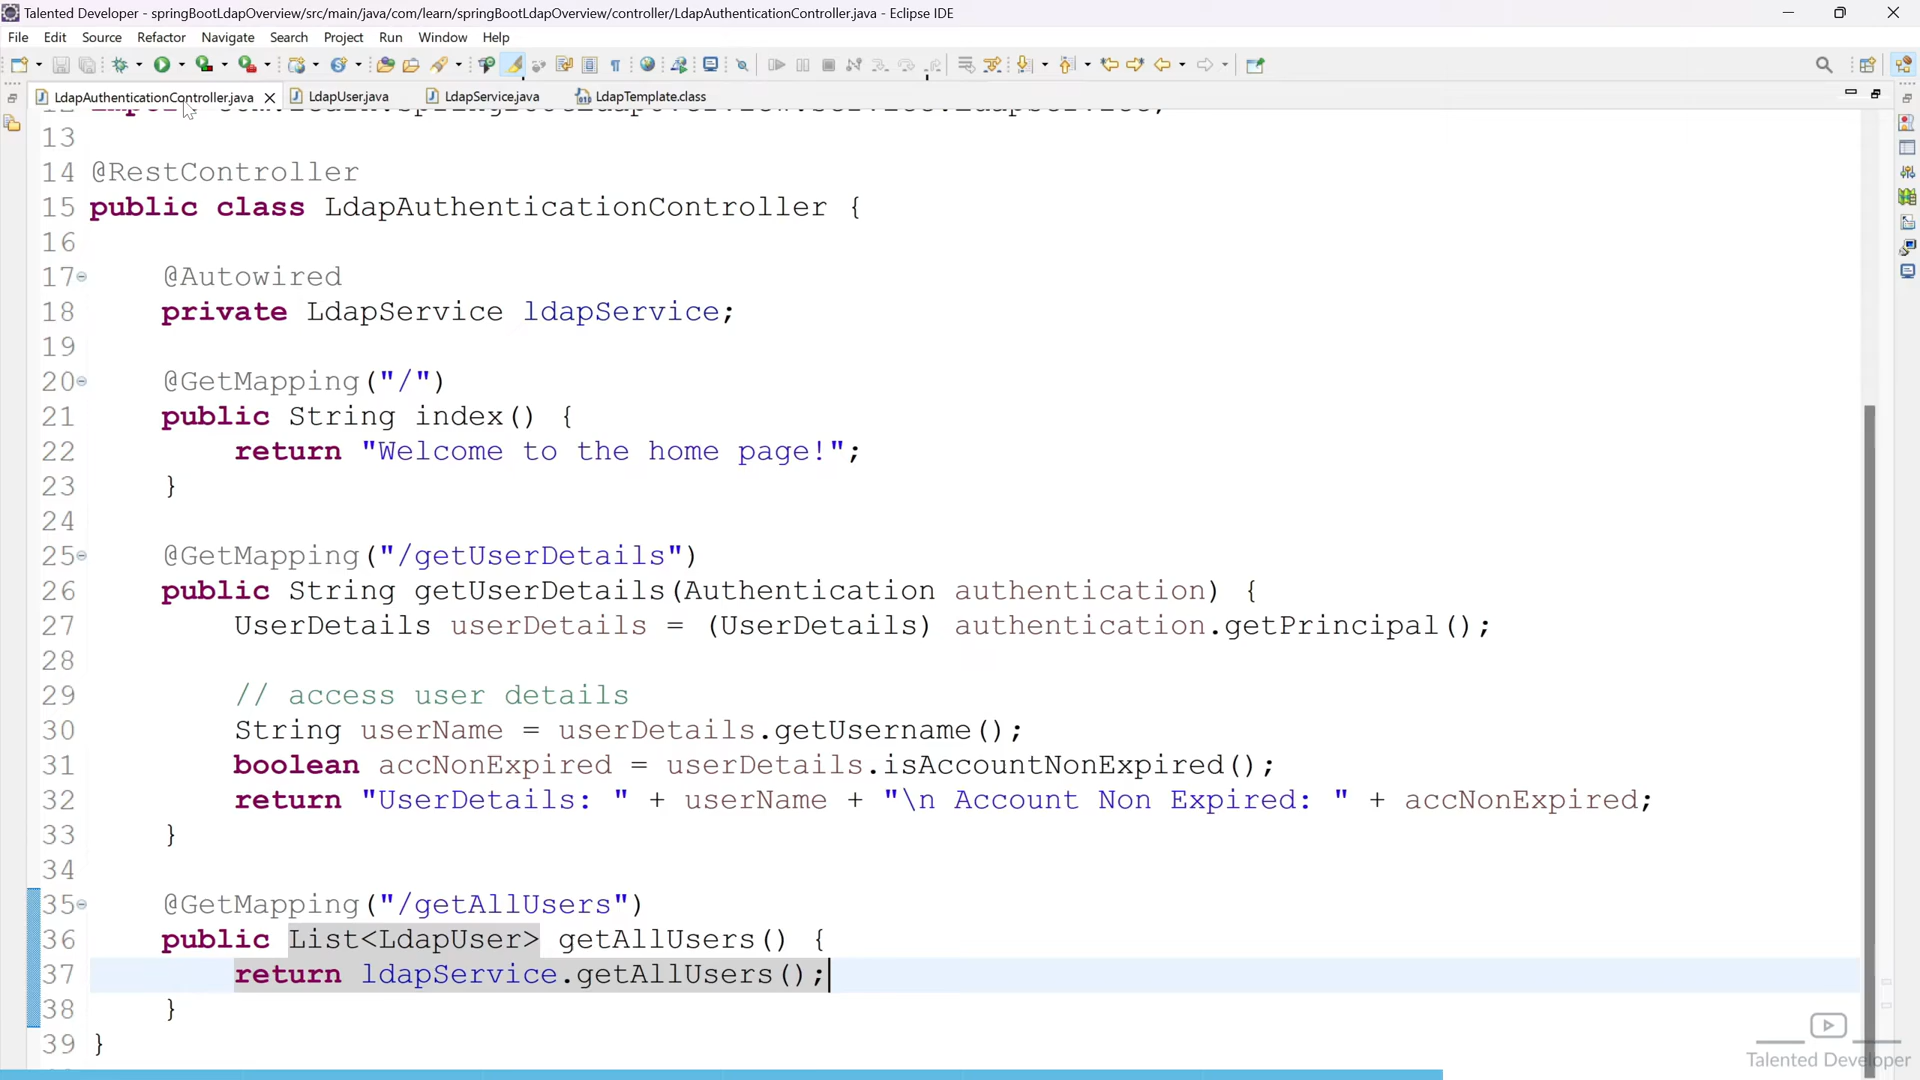 Talented Developer - springBootLdapOverview/src/main/java/com/learn/springBootLdapOverview/controller/LdapAuthenticationController.java - Eclipse IDE
File Edit Source Refactor Navigate Search Project Run Window Help
LdapAuthenticationController.java LdapUser.java LdapService.java LdapTemplate.class
13
14 @RestController
15 public class LdapAuthenticationController {
16
17 @Autowired
18 private LdapService ldapService;
19
20 @GetMapping("/")
21 public String index() {
22 return "Welcome to the home page!";
23 }
24
25 @GetMapping("/getUserDetails")
26 public String getUserDetails(Authentication authentication) {
27 UserDetails userDetails = (UserDetails) authentication.getPrincipal();
28
29 // access user details
30 String userName = userDetails.getUsername();
31 boolean accNonExpired = userDetails.isAccountNonExpired();
32 return "UserDetails: " + userName + "\n Account Non Expired: " + accNonExpired;
33 }
34
35 @GetMapping("/getAllUsers")
36 public List<LdapUser> getAllUsers() {
37 return ldapService.getAllUsers();
38 }
39 }
Talented Developer